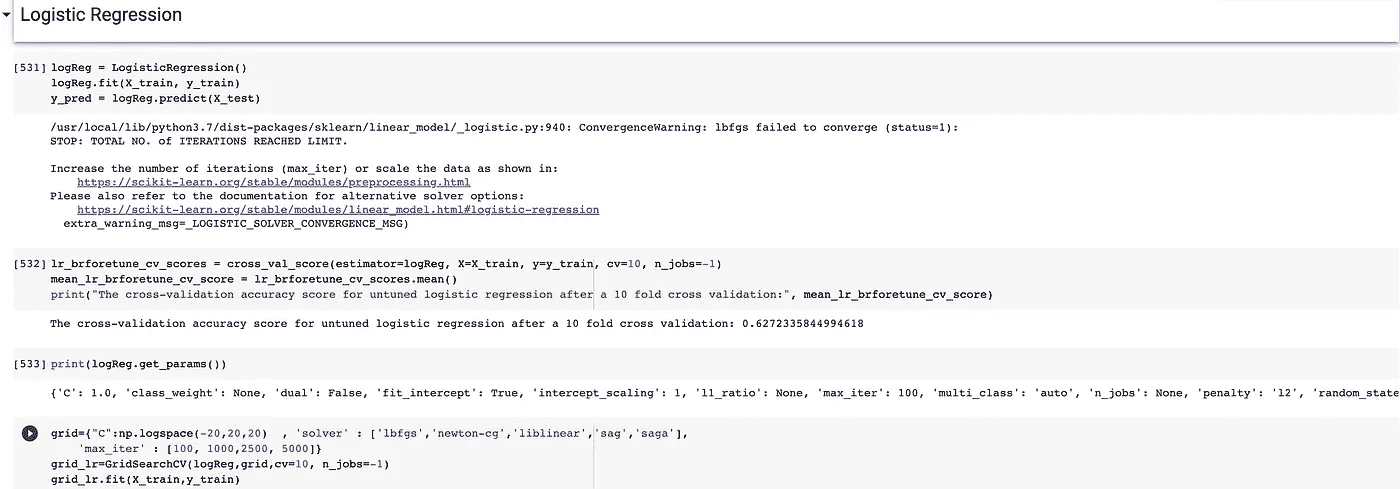 Logistic Regression
[531] logReg = LogisticRegression()
logReg.fit(X_train, y_train)
y_pred = logReg.predict(X_test)
/usr/local/lib/python3.7/dist-packages/sklearn/linear_model/_logistic.py:940: ConvergenceWarning: lbfgs failed to converge (status=1):
STOP: TOTAL NO. of ITERATIONS REACHED LIMIT.
Increase the number of iterations (max_iter) or scale the data as shown in:
https://scikit-learn.org/stable/modules/preprocessing.html
Please also refer to the documentation for alternative solver options:
https://scikit-learn.org/stable/modules/linear_model.html#logistic-regression
extra_warning_msg=_LOGISTIC_SOLVER_CONVERGENCE_MSG)
[532] lr_brforetune_cv_scores = cross_val_score(estimator=logReg, X=X_train, y=y_train, cv=10, n_jobs=-1)
mean_lr_brforetune_cv_score = lr_brforetune_cv_scores.mean()
print("The cross-validation accuracy score for untuned logistic regression after a 10 fold cross validation:", mean_lr_brforetune_cv_score)
The cross-validation accuracy score for untuned logistic regression after a 10 fold cross validation: 0.6272335844994618
[533] print(logReg.get_params())
{'C': 1.0, 'class_weight': None, 'dual': False, 'fit_intercept': True, 'intercept_scaling': 1, 'l1_ratio': None, 'max_iter': 100, 'multi_class': 'auto', 'n_jobs': None, 'penalty': 'l2', 'random_state
grid={"C":np.logspace(-20,20,20) , 'solver' : ['lbfgs','newton-cg','liblinear','sag','saga'],
'max_iter' : [100, 1000,2500, 5000]}
grid_lr=GridSearchCV(logReg,grid,cv=10, n_jobs=-1)
grid_lr.fit(X_train,y_train)